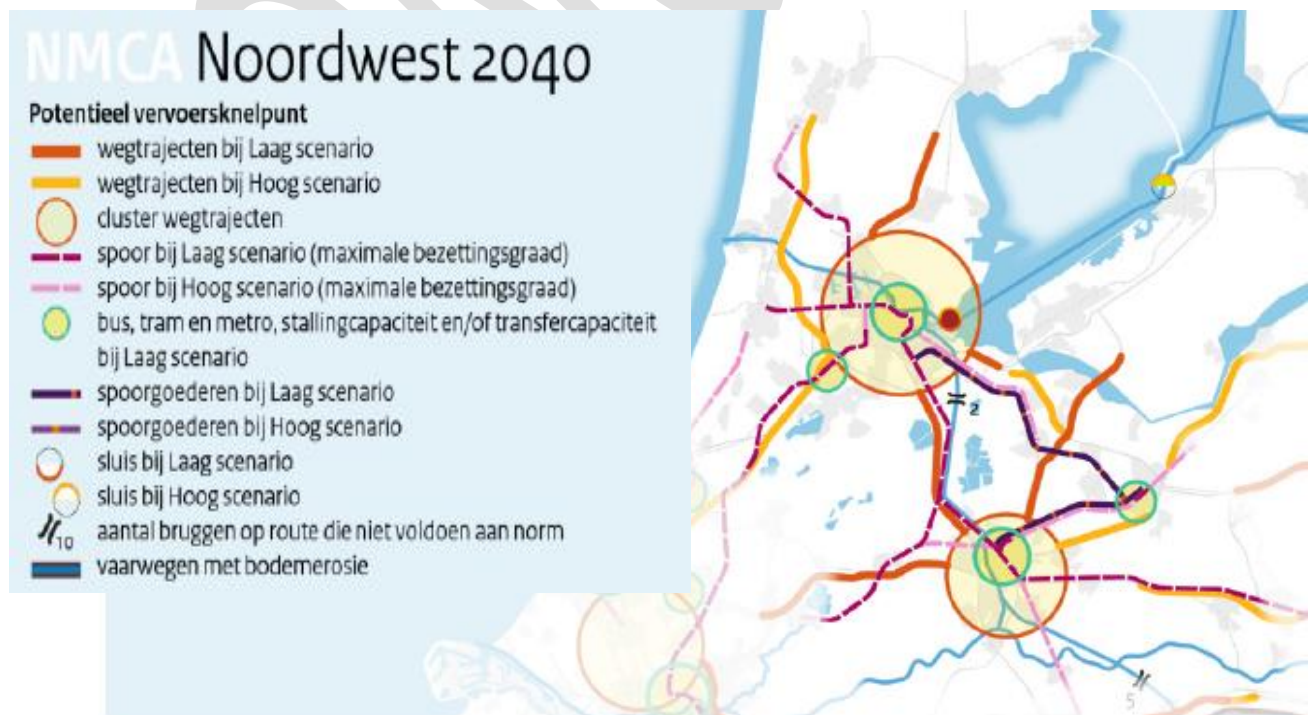 NMCA Noordwest 2040
Potentieel vervoersknelpunt
wegtrajecten bij Laag scenario
wegtrajecten bij Hoog scenario
cluster wegtrajecten
spoor bij Laag scenario (maximale bezettingsgraad)
spoor bij Hoog scenario (maximale bezettingsgraad)
bus, tram en metro, stallingcapaciteit en/of transfercapaciteit
bij Laag scenario
spoorgoederen bij Laag scenario
spoorgoederen bij Hoog scenario
sluis bij Laag scenario
sluis bij Hoog scenario
10 aantal bruggen op route die niet voldoen aan norm
vaarwegen met bodemerosie
2
5